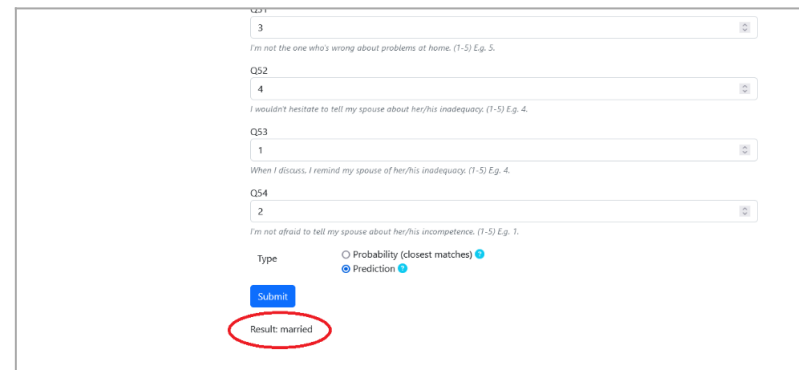 3
I'm not the one who's wrong about problems at home. (1-5) E.g. 5.
Q52
4
I wouldn't hesitate to tell my spouse about her/his inadequacy. (1-5) E.g. 4.
Q53
1
When I discuss, I remind my spouse of her/his inadequacy. (1-5) E.g. 4.
Q54
2
I'm not afraid to tell my spouse about her/his incompetence. (1-5) E.g. 1.
Type
Probability (closest matches) ?
Prediction ?
Submit
Result: married